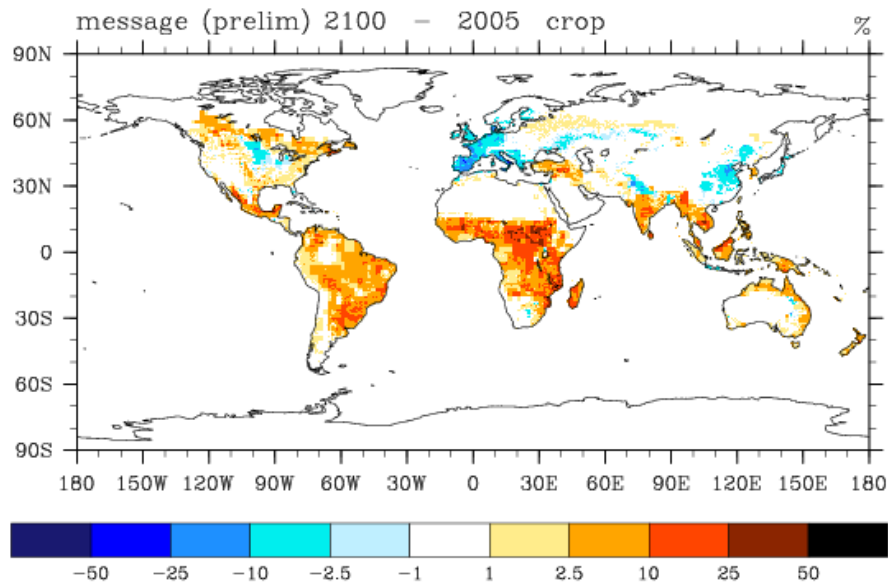 message (prelim) 2100 – 2005 crop %
90N
60N
30N
0
30S
60S
90S
180 150W 120W 90W 60W 30W 0 30E 60E 90E 120E 150E 180
−50 −25 −10 −2.5 −1 1 2.5 10 25 50